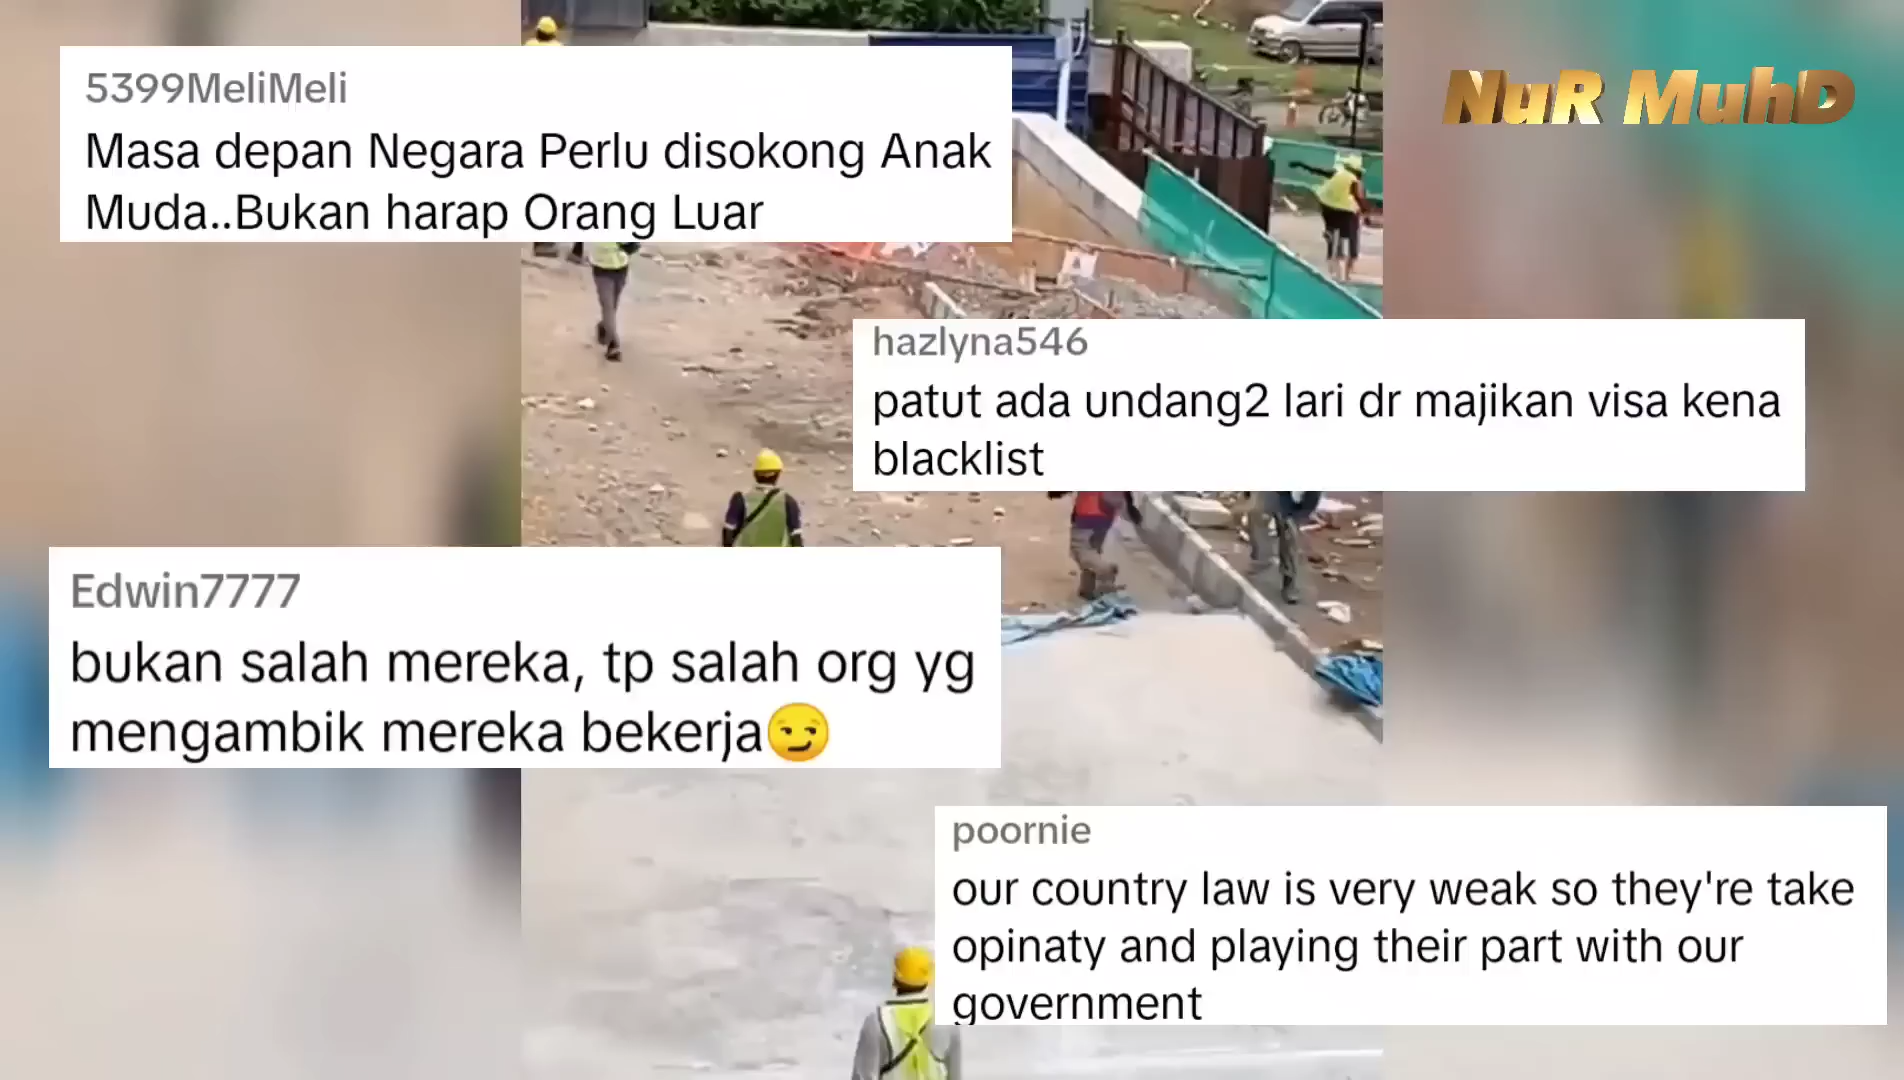 5399MeliMeli
Masa depan Negara Perlu disokong Anak
Muda..Bukan harap Orang Luar
NuR MuhD
hazlyna546
patut ada undang2 lari dr majikan visa kena
blacklist
Edwin7777
bukan salah mereka, tp salah org yg
mengambik mereka bekerja😏
poornie
our country law is very weak so they're take
opinaty and playing their part with our
government